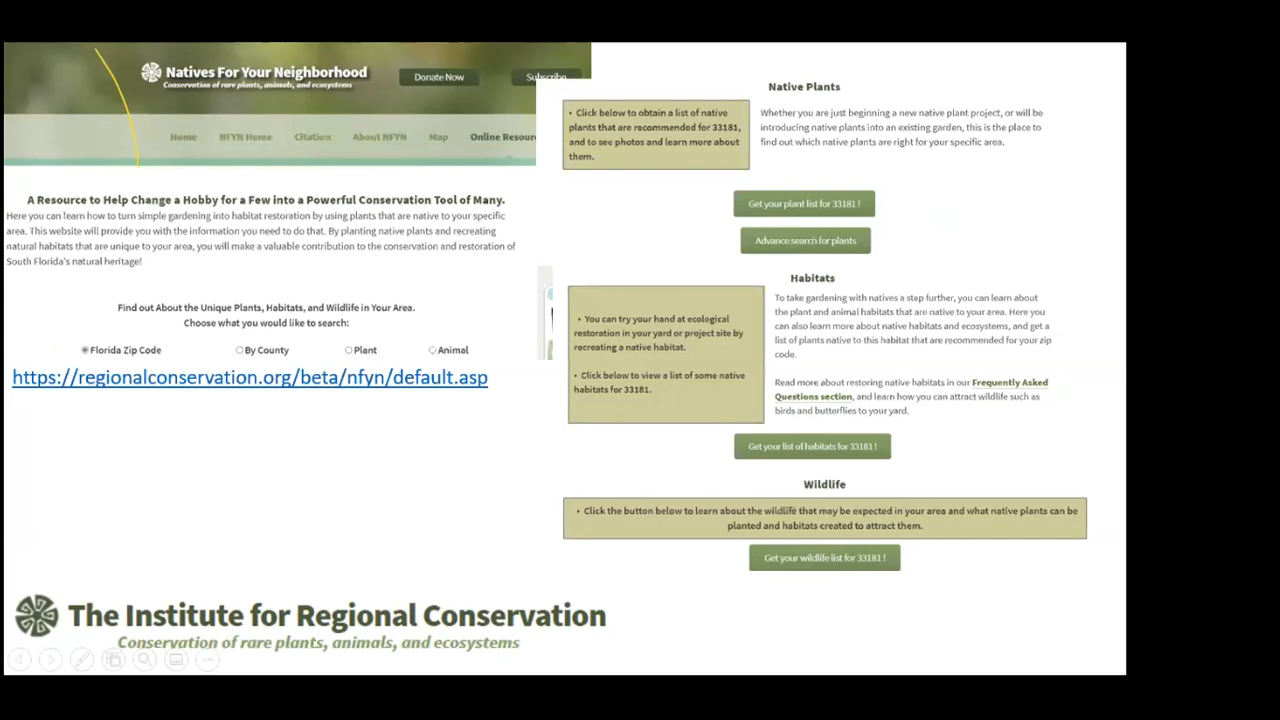 Natives For Your Neighborhood
Conservation of rare plants, animals, and ecosystems
Donate Now
Subscribe
Home
NFYN Home
Citation
About NFYN
Map
Online Resour
A Resource to Help Change a Hobby for a Few into a Powerful Conservation Tool of Many.
Here you can learn how to turn simple gardening into habitat restoration by using plants that are native to your specific
area. This website will provide you with the information you need to do that. By planting native plants and recreating
natural habitats that are unique to your area, you will make a valuable contribution to the conservation and restoration of
South Florida's natural heritage!
Find out About the Unique Plants, Habitats, and Wildlife in Your Area.
Choose what you would like to search:
Florida Zip Code
By County
Plant
Animal
https://regionalconservation.org/beta/nfyn/default.asp
Native Plants
• Click below to obtain a list of native
plants that are recommended for 33181,
and to see photos and learn more about
them.
Whether you are just beginning a new native plant project, or will be
introducing native plants into an existing garden, this is the place to
find out which native plants are right for your specific area.
Get your plant list for 33181 !
Advance search for plants
Habitats
• You can try your hand at ecological
restoration in your yard or project site by
recreating a native habitat.
• Click below to view a list of some native
habitats for 33181.
To take gardening with natives a step further, you can learn about
the plant and animal habitats that are native to your area. Here you
can also learn more about native habitats and ecosystems, and get a
list of plants native to this habitat that are recommended for your zip
code.
Read more about restoring native habitats in our Frequently Asked
Questions section, and learn how you can attract wildlife such as
birds and butterflies to your yard.
Get your list of habitats for 33181 !
Wildlife
• Click the button below to learn about the wildlife that may be expected in your area and what native plants can be
planted and habitats created to attract them.
Get your wildlife list for 33181 !
The Institute for Regional Conservation
Conservation of rare plants, animals, and ecosystems